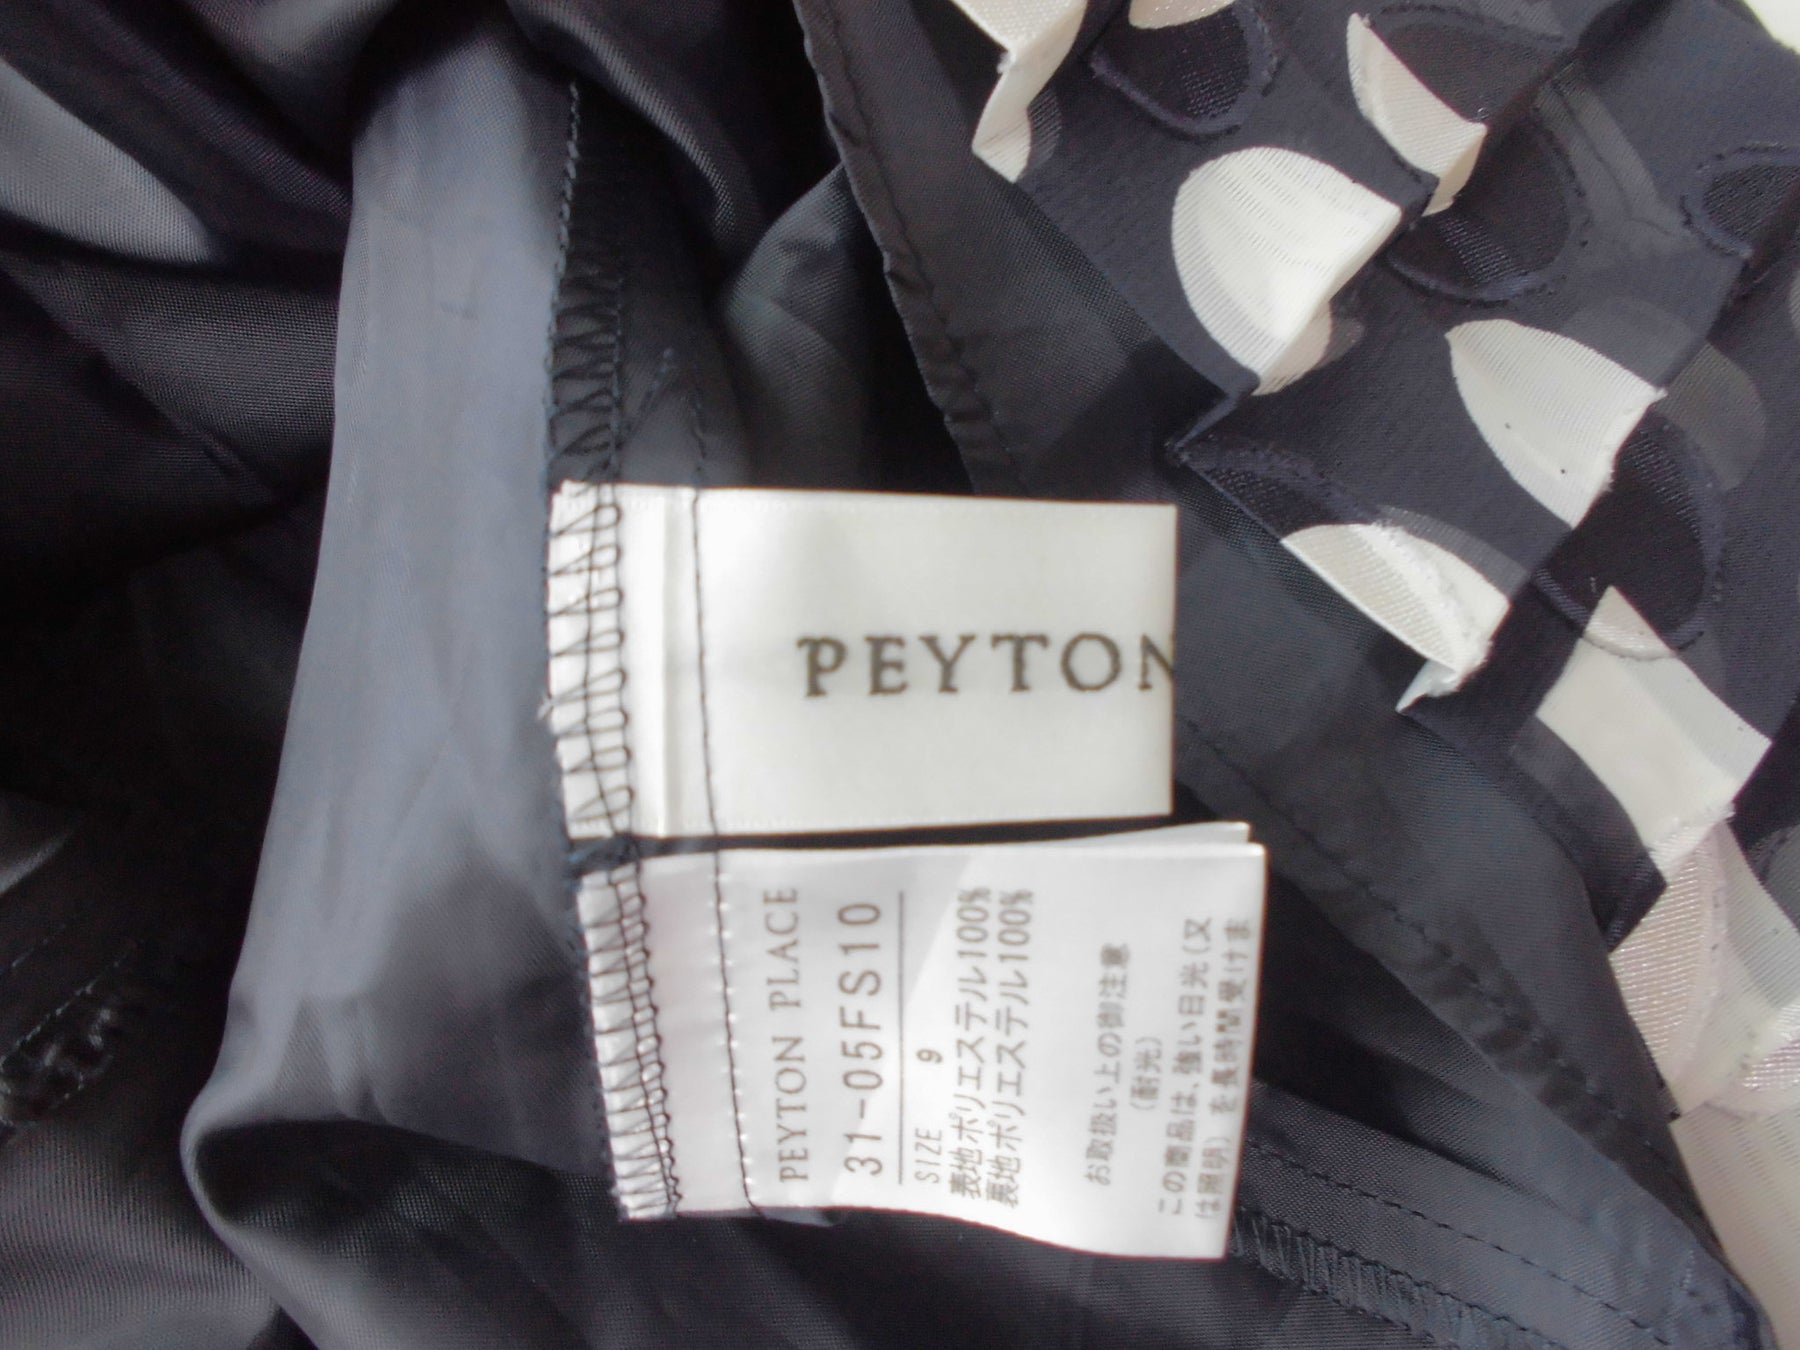 PEYTON
PEYTON PLACE
31-05FS10
SIZE 9
表地ポリエステル100%
裏地ポリエステル100%
お取扱い上の御注意
(耐光)
この商品は、強い日光(又
は照明)を長時間受けま